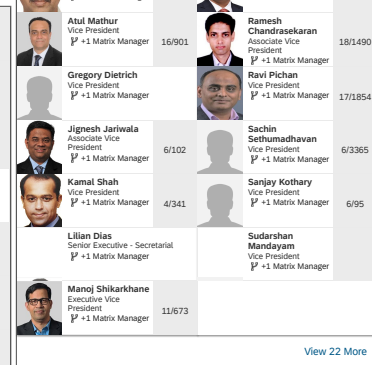 Atul Mathur
Vice President
+1 Matrix Manager
16/901
Ramesh
Chandrasekaran
Associate Vice
President
+1 Matrix Manager
18/1490
Gregory Dietrich
Vice President
+1 Matrix Manager
Ravi Pichan
Vice President
+1 Matrix Manager
17/1854
Jignesh Jariwala
Associate Vice
President
+1 Matrix Manager
6/102
Sachin
Sethumadhavan
Vice President
+1 Matrix Manager
6/3365
Kamal Shah
Vice President
+1 Matrix Manager
4/341
Sanjay Kothary
Vice President
+1 Matrix Manager
6/95
Lilian Dias
Senior Executive - Secretarial
+1 Matrix Manager
Sudarshan
Mandayam
Vice President
+1 Matrix Manager
Manoj Shikarkhane
Executive Vice
President
+1 Matrix Manager
11/673
View 22 More